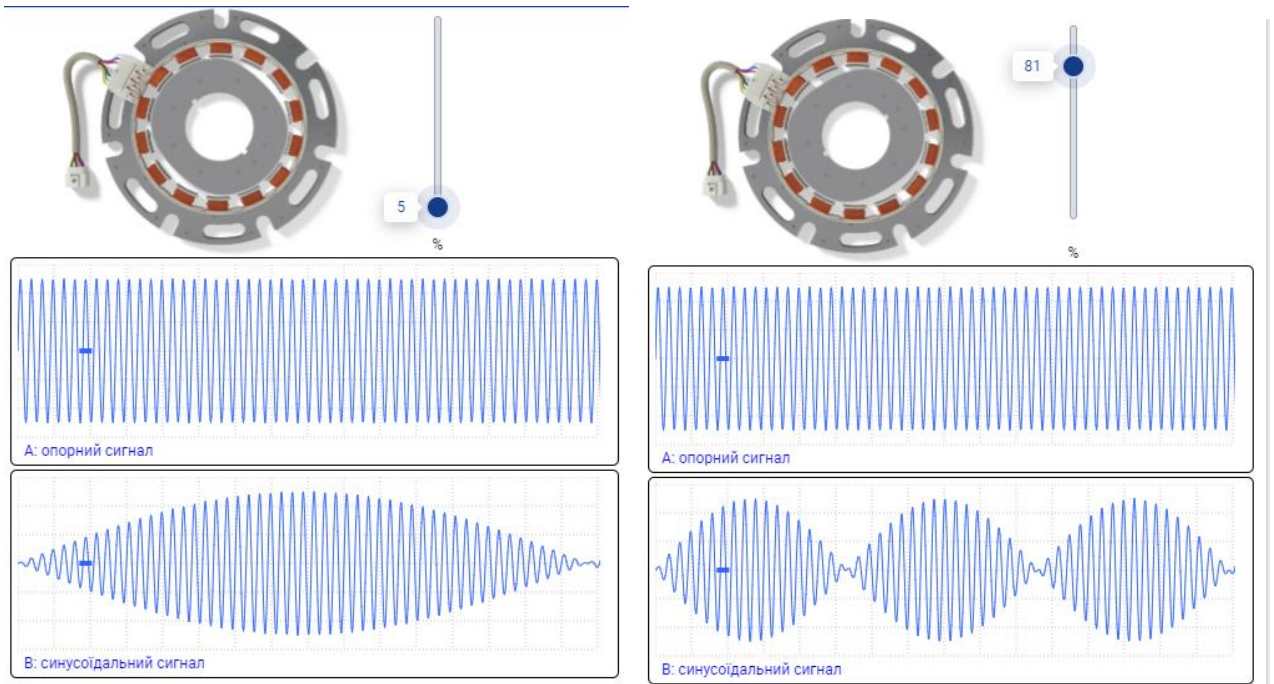 5
%
A: опорний сигнал
B: синусоїдальний сигнал
81
%
A: опорний сигнал
B: синусоїдальний сигнал